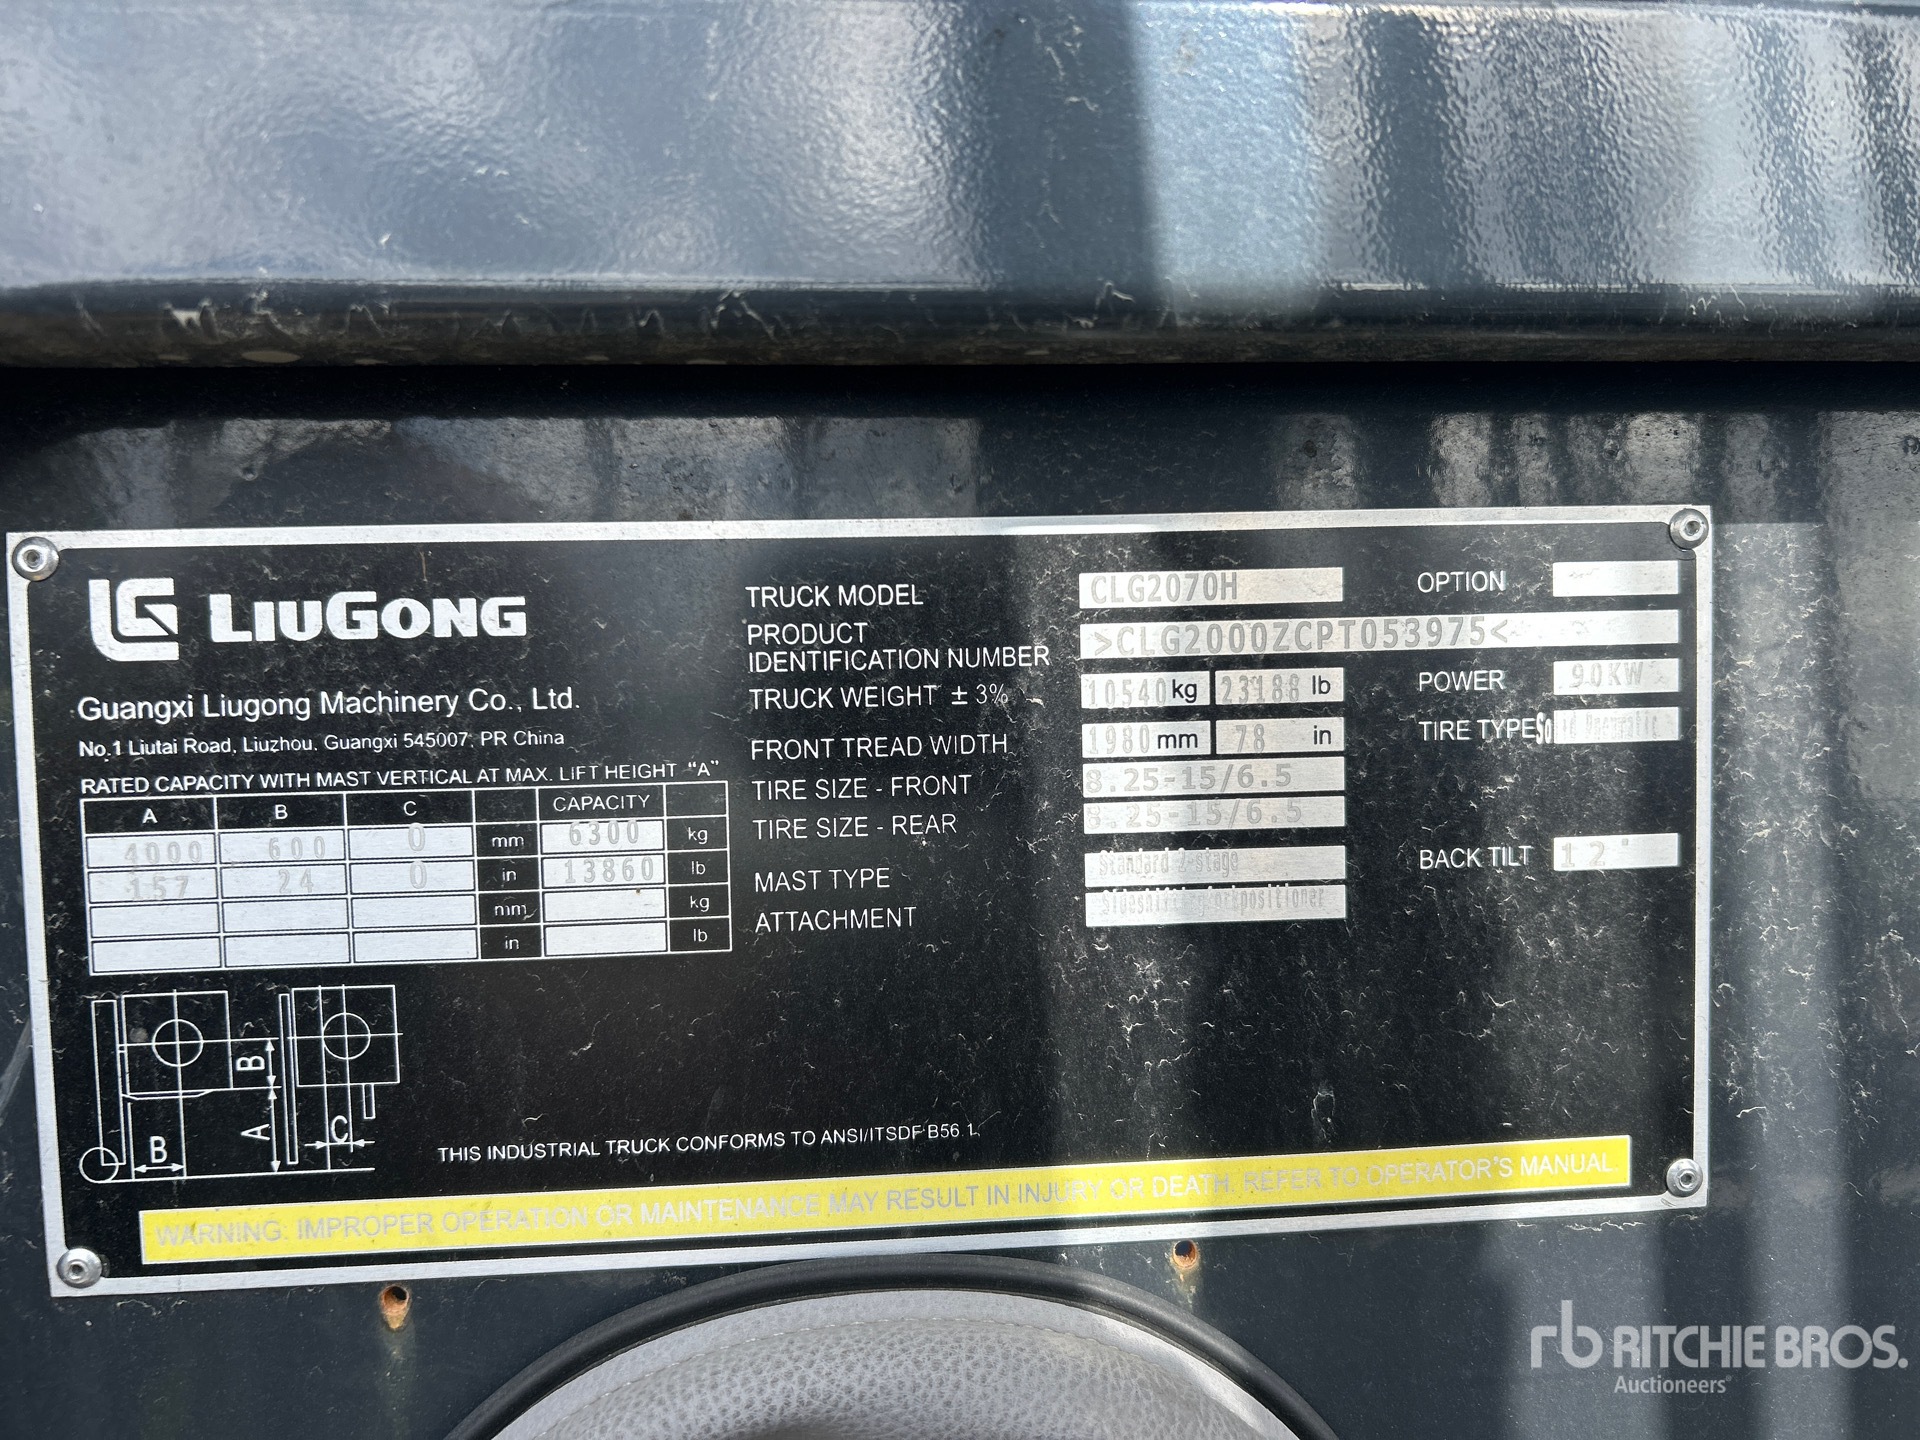 LG LIUGONG
Guangxi Liugong Machinery Co., Ltd.
No.1 Liutai Road, Liuzhou, Guangxi 545007, PR China
RATED CAPACITY WITH MAST VERTICAL AT MAX. LIFT HEIGHT "A"
A B C CAPACITY
4000 600 0 mm 6300 kg
157 24 0 in 13860 lb
mm kg
in lb
TRUCK MODEL CLG2070H OPTION
PRODUCT
IDENTIFICATION NUMBER >CLG2000ZCPT053975<
TRUCK WEIGHT ± 3% 10540 kg 23188 lb POWER 90KW
FRONT TREAD WIDTH 1980 mm 78 in TIRE TYPE Solid Pneumatic
TIRE SIZE - FRONT 8.25-15/6.5
TIRE SIZE - REAR 8.25-15/6.5
MAST TYPE Standard 2-stage BACK TILT 12°
ATTACHMENT
B
A
B
C
THIS INDUSTRIAL TRUCK CONFORMS TO ANSI/ITSDF B56.1.
WARNING: IMPROPER OPERATION OR MAINTENANCE MAY RESULT IN INJURY OR DEATH. REFER TO OPERATOR'S MANUAL.
rb RITCHIE BROS.
Auctioneers